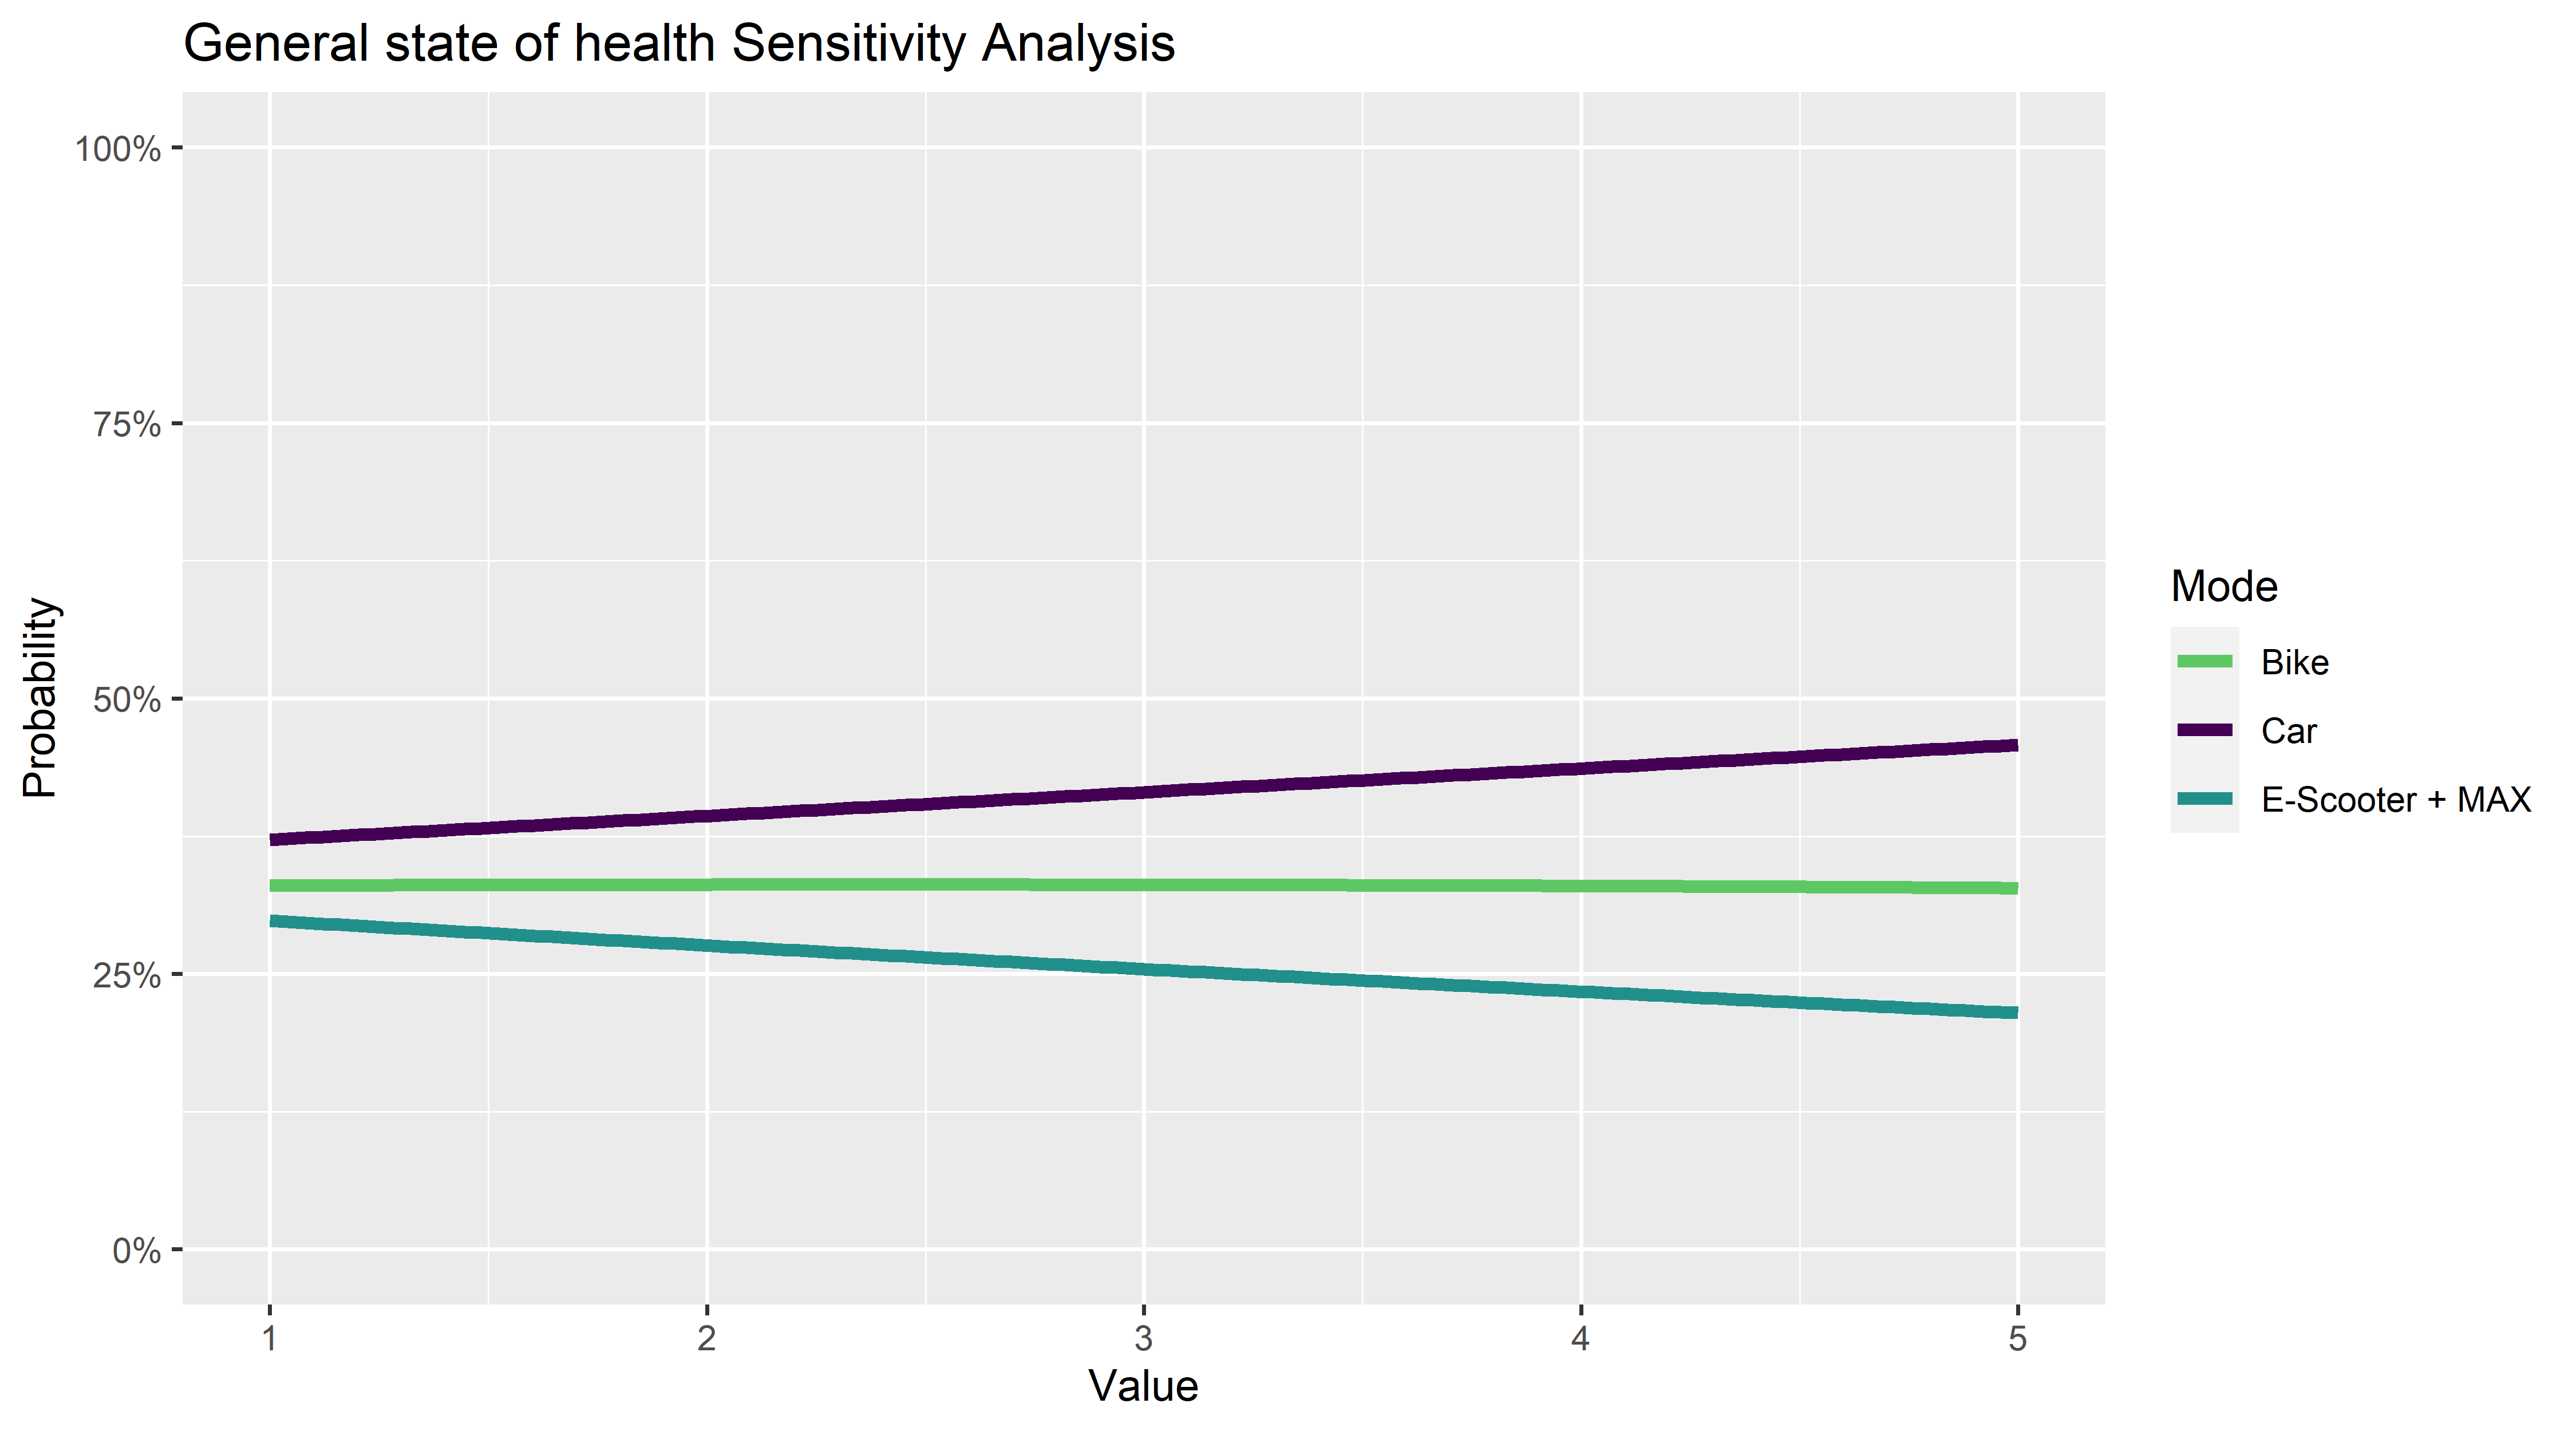 General state of health Sensitivity Analysis
100%
75%
50%
25%
0%
Probability
1 2 3 4 5
Value
Mode
Bike
Car
E-Scooter + MAX